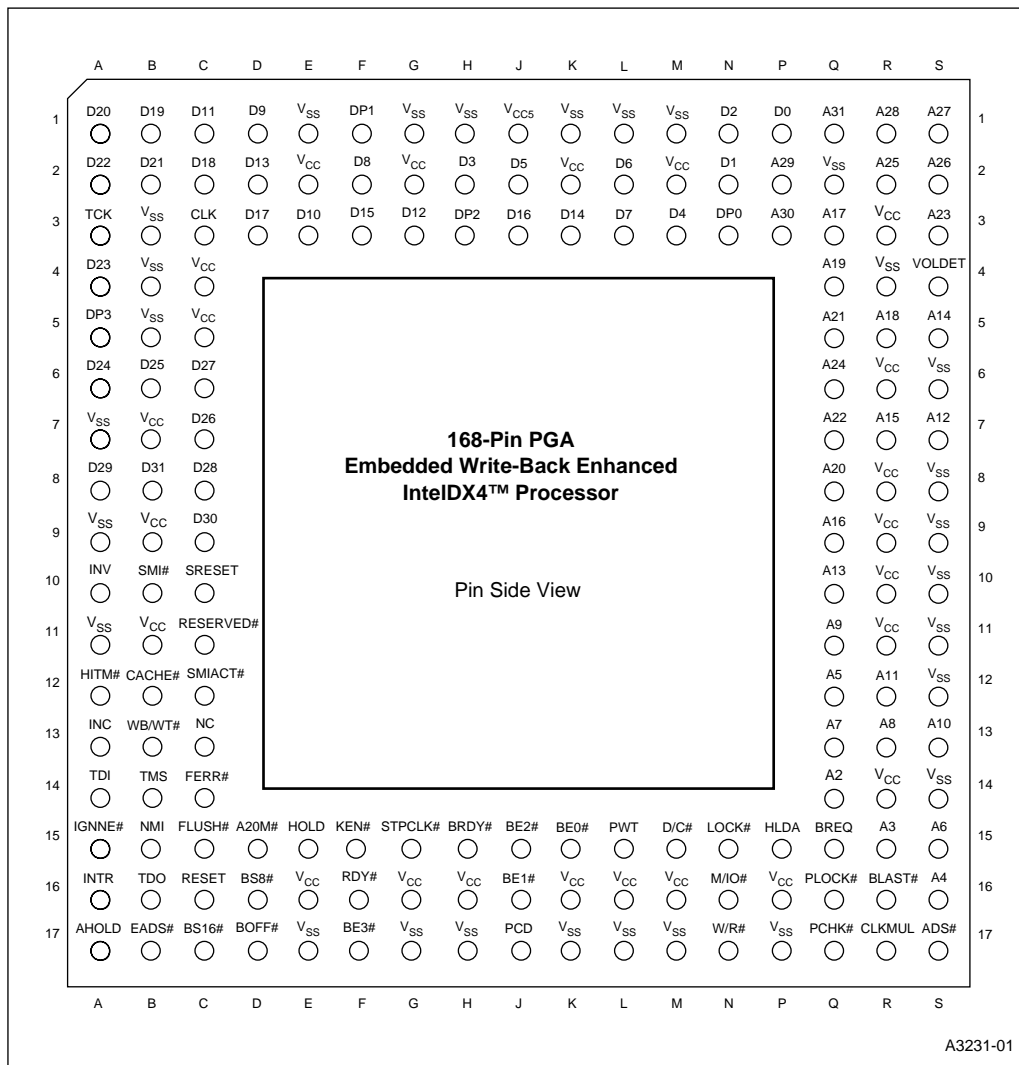 A B C D E F G H J K L M N P Q R S
1 D20 D19 D11 D9 VSS DP1 VSS VSS VCC5 VSS VSS VSS D2 D0 A31 A28 A27 1
2 D22 D21 D18 D13 VCC D8 VCC D3 D5 VCC D6 VCC D1 A29 VSS A25 A26 2
3 TCK VSS CLK D17 D10 D15 D12 DP2 D16 D14 D7 D4 DP0 A30 A17 VCC A23 3
4 D23 VSS VCC A19 VSS VOLDET 4
5 DP3 VSS VCC A21 A18 A14 5
6 D24 D25 D27 A24 VCC VSS 6
7 VSS VCC D26 A22 A15 A12 7
168-Pin PGA
Embedded Write-Back Enhanced
IntelDX4™ Processor
8 D29 D31 D28 A20 VCC VSS 8
9 VSS VCC D30 A16 VCC VSS 9
10 INV SMI# SRESET A13 VCC VSS 10
Pin Side View
11 VSS VCC RESERVED# A9 VCC VSS 11
12 HITM# CACHE# SMIACT# A5 A11 VSS 12
13 INC WB/WT# NC A7 A8 A10 13
14 TDI TMS FERR# A2 VCC VSS 14
15 IGNNE# NMI FLUSH# A20M# HOLD KEN# STPCLK# BRDY# BE2# BE0# PWT D/C# LOCK# HLDA BREQ A3 A6 15
16 INTR TDO RESET BS8# VCC RDY# VCC VCC BE1# VCC VCC VCC M/IO# VCC PLOCK# BLAST# A4 16
17 AHOLD EADS# BS16# BOFF# VSS BE3# VSS VSS PCD VSS VSS VSS W/R# VSS PCHK# CLKMUL ADS# 17
A B C D E F G H J K L M N P Q R S
A3231-01